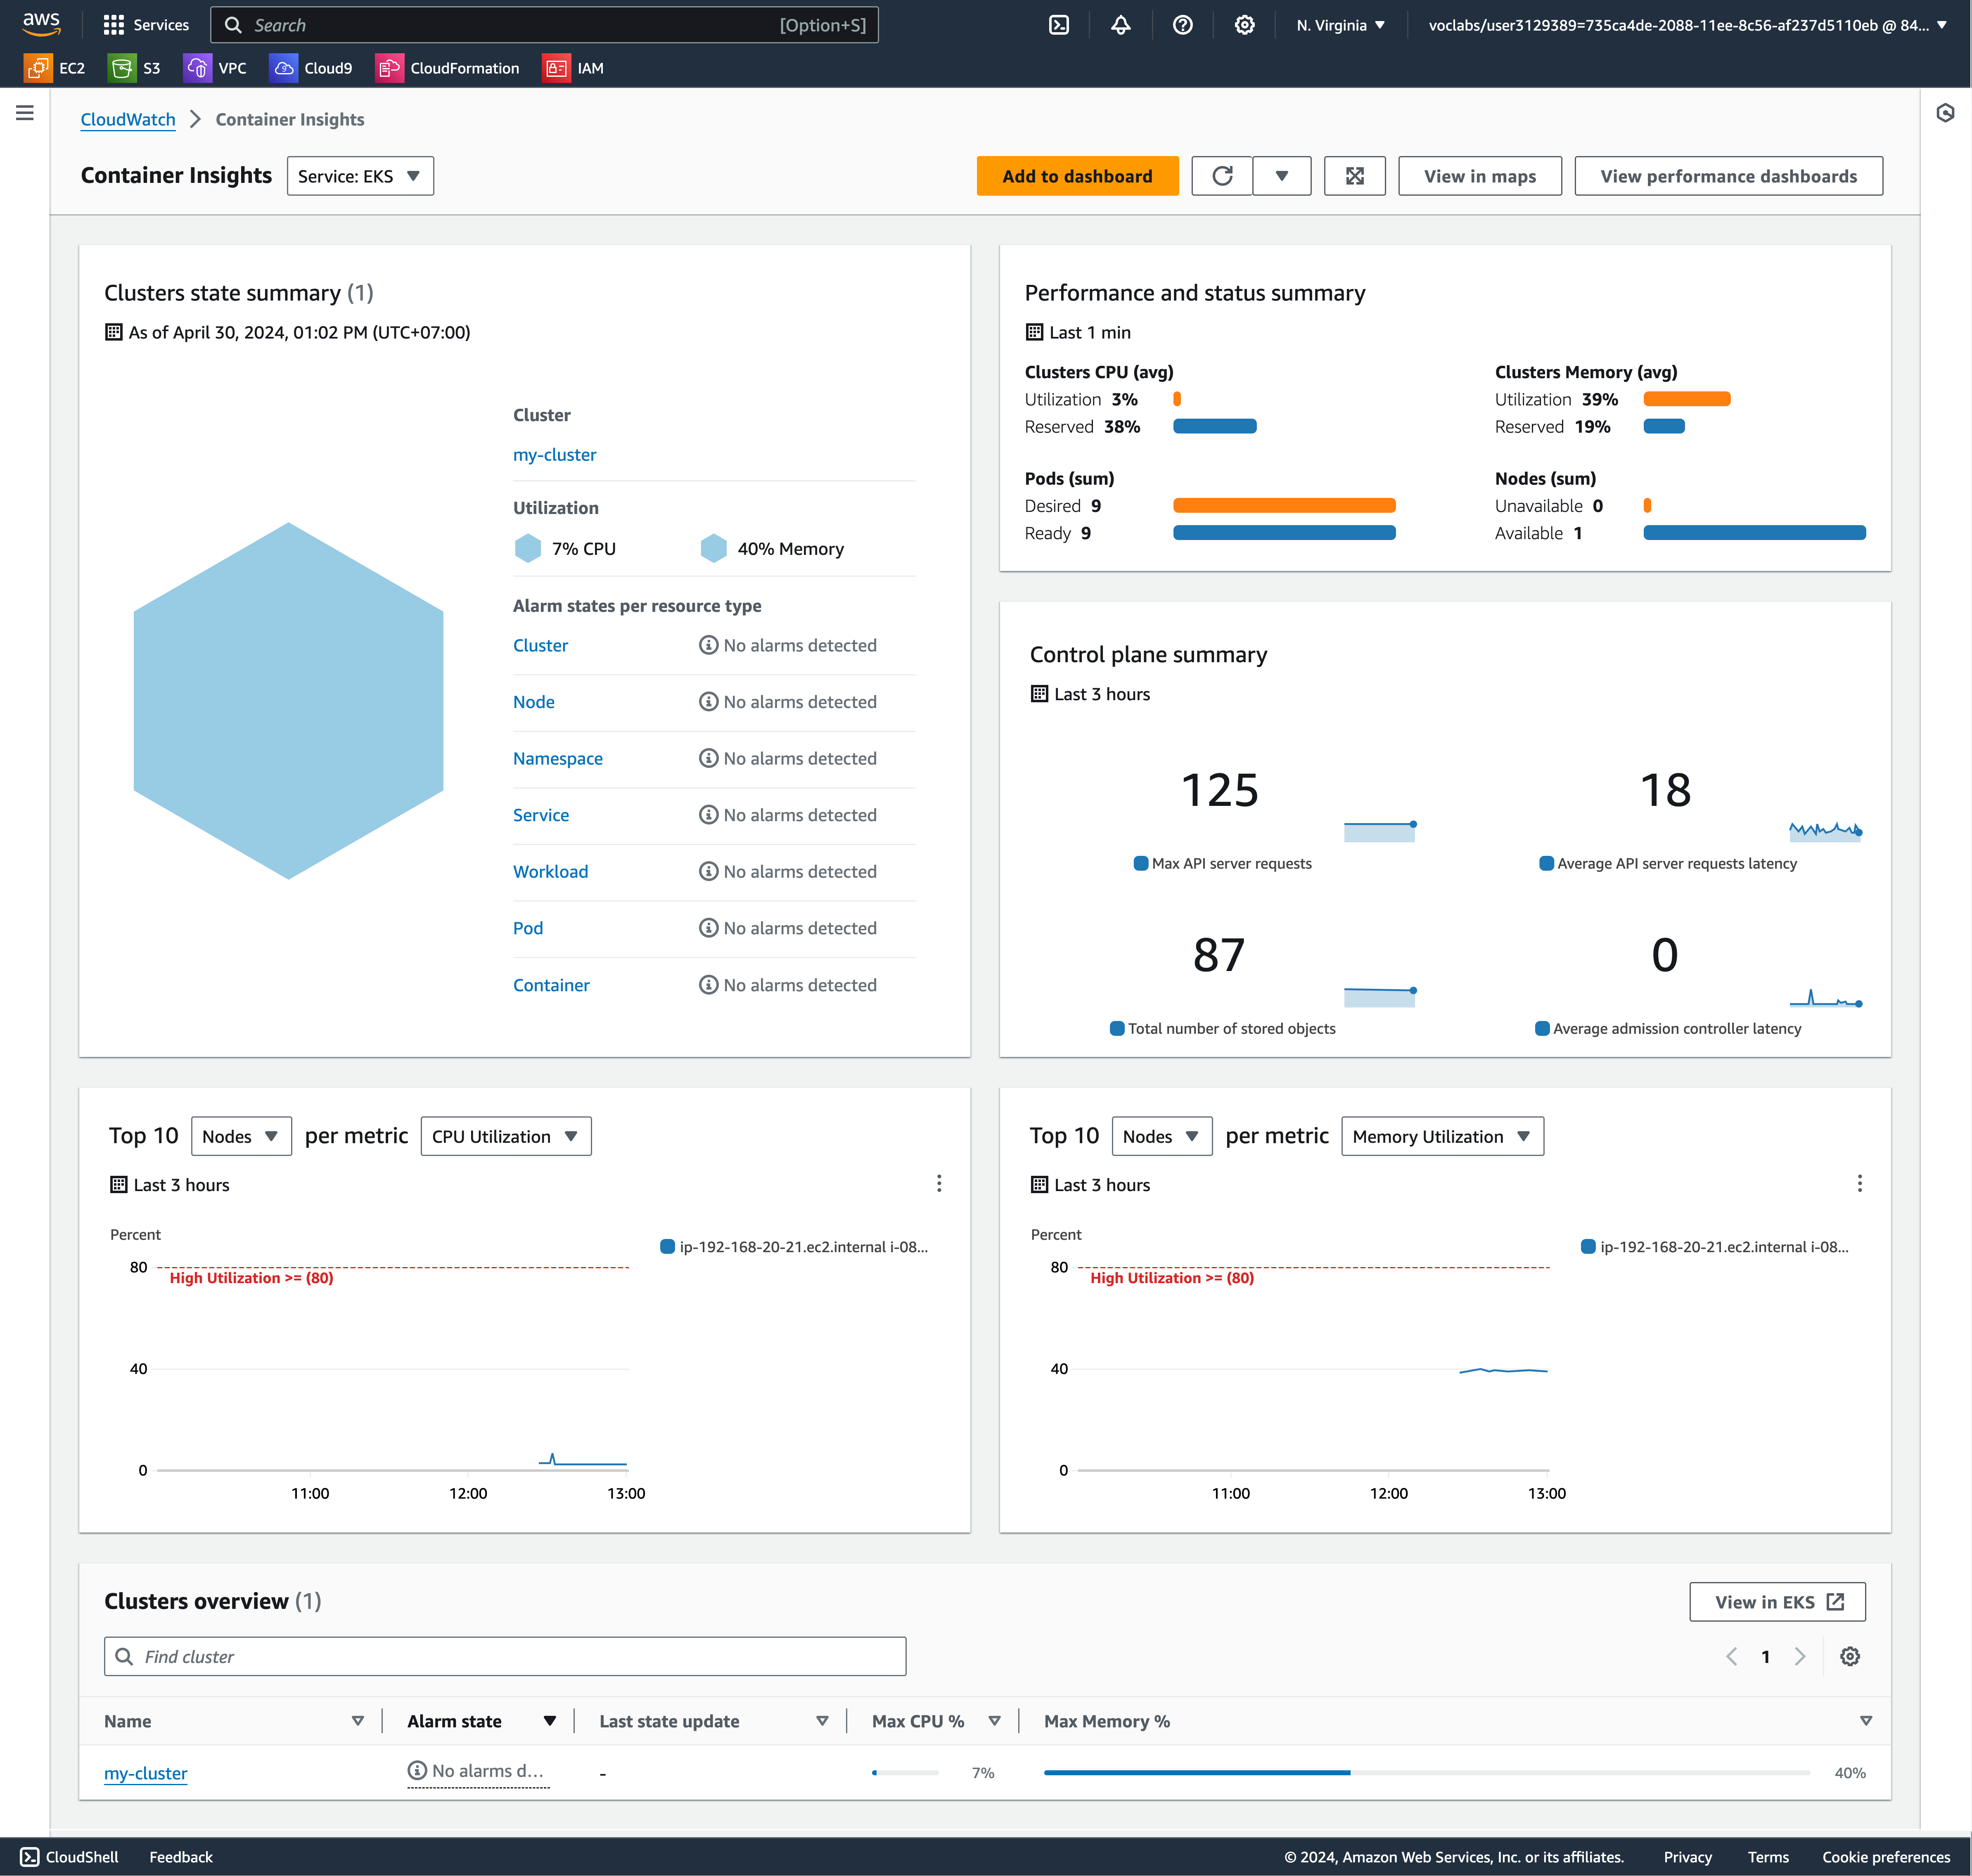 aws
Services
Search [Option+S]
N. Virginia
voclabs/user3129389=735ca4de-2088-11ee-8c56-af237d5110eb @ 84...
EC2 S3 VPC Cloud9 CloudFormation IAM
CloudWatch Container Insights
Container Insights
Service: EKS
Add to dashboard
View in maps
View performance dashboards
Clusters state summary (1)
As of April 30, 2024, 01:02 PM (UTC+07:00)
Cluster
my-cluster
Utilization
7% CPU 40% Memory
Alarm states per resource type
Cluster No alarms detected
Node No alarms detected
Namespace No alarms detected
Service No alarms detected
Workload No alarms detected
Pod No alarms detected
Container No alarms detected
Performance and status summary
Last 1 min
Clusters CPU (avg)
Utilization 3%
Reserved 38%
Clusters Memory (avg)
Utilization 39%
Reserved 19%
Pods (sum)
Desired 9
Ready 9
Nodes (sum)
Unavailable 0
Available 1
Control plane summary
Last 3 hours
125
Max API server requests
18
Average API server requests latency
87
Total number of stored objects
0
Average admission controller latency
Top 10 Nodes per metric CPU Utilization
Last 3 hours
Percent
ip-192-168-20-21.ec2.internal i-08...
80
High Utilization >= (80)
40
0
11:00 12:00 13:00
Top 10 Nodes per metric Memory Utilization
Last 3 hours
Percent
ip-192-168-20-21.ec2.internal i-08...
80
High Utilization >= (80)
40
0
11:00 12:00 13:00
Clusters overview (1)
View in EKS
Find cluster
1
Name Alarm state Last state update Max CPU % Max Memory %
my-cluster No alarms d... - 7% 40%
CloudShell Feedback © 2024, Amazon Web Services, Inc. or its affiliates. Privacy Terms Cookie preferences